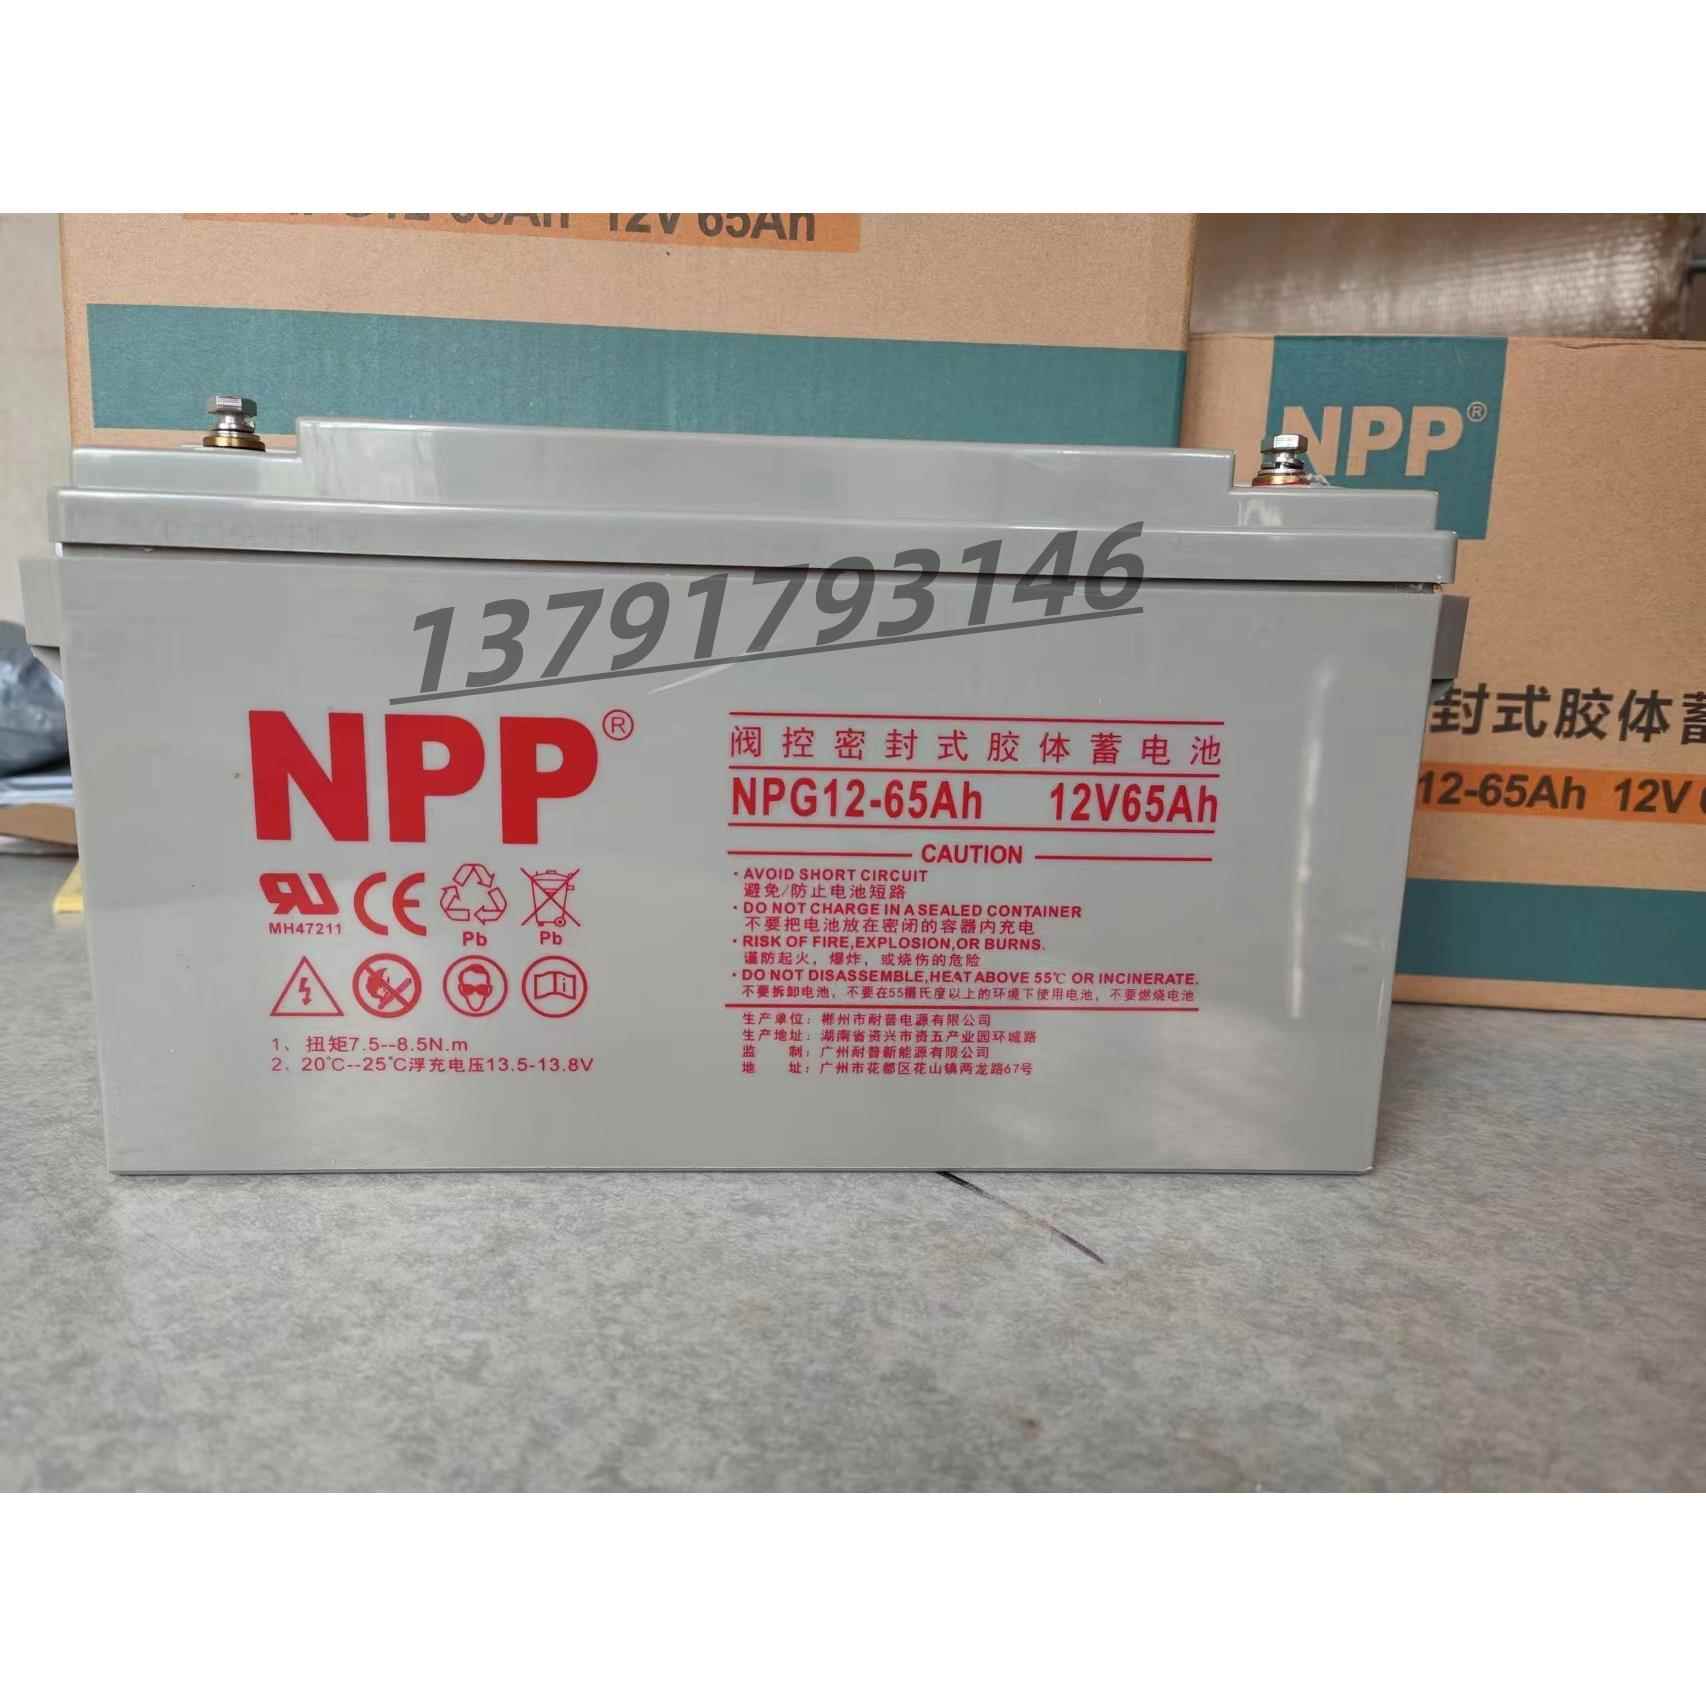 12V 65Ah
NPP®
13791793146
封式胶体蓄
12-65Ah 12V
NPP®
阀控密封式胶体蓄电池
NPG12-65Ah 12V65Ah
CAUTION
· AVOID SHORT CIRCUIT
避免/防止电池短路
· DO NOT CHARGE IN A SEALED CONTAINER
不要把电池放在密闭的容器内充电
· RISK OF FIRE,EXPLOSION,OR BURNS.
谨防起火，爆炸，或烧伤的危险
· DO NOT DISASSEMBLE,HEAT ABOVE 55℃ OR INCINERATE.
不要拆卸电池，不要在55摄氏度以上的环境下使用电池，不要燃烧电池
MH47211
CE
Pb
Pb
1、扭矩7.5--8.5N.m
2、20℃--25℃浮充电压13.5-13.8V
生产单位：郴州市耐普电源有限公司
生产地址：湖南省资兴市资五产业园环城路
监 制：广州耐普新能源有限公司
地 址：广州市花都区花山镇两龙路67号